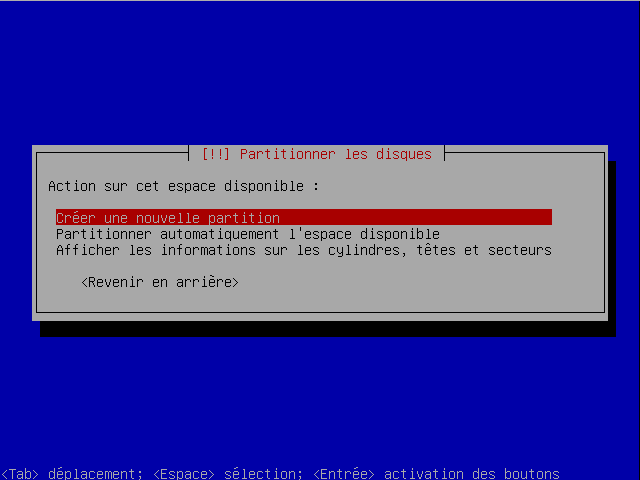 [!!] Partitionner les disques
Action sur cet espace disponible :
Créer une nouvelle partition
Partitionner automatiquement l'espace disponible
Afficher les informations sur les cylindres, têtes et secteurs
<Revenir en arrière>
<Tab> déplacement; <Espace> sélection; <Entrée> activation des boutons